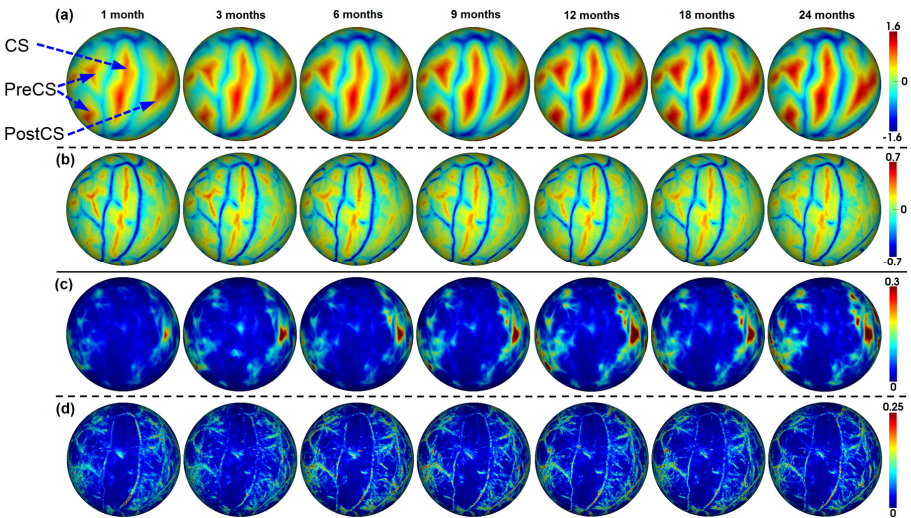 (a) 1 month 3 months 6 months 9 months 12 months 18 months 24 months
1.6
CS
PreCS
0
PostCS
-1.6
(b)
0.7
0
-0.7
(c)
0.3
0
(d)
0.25
0